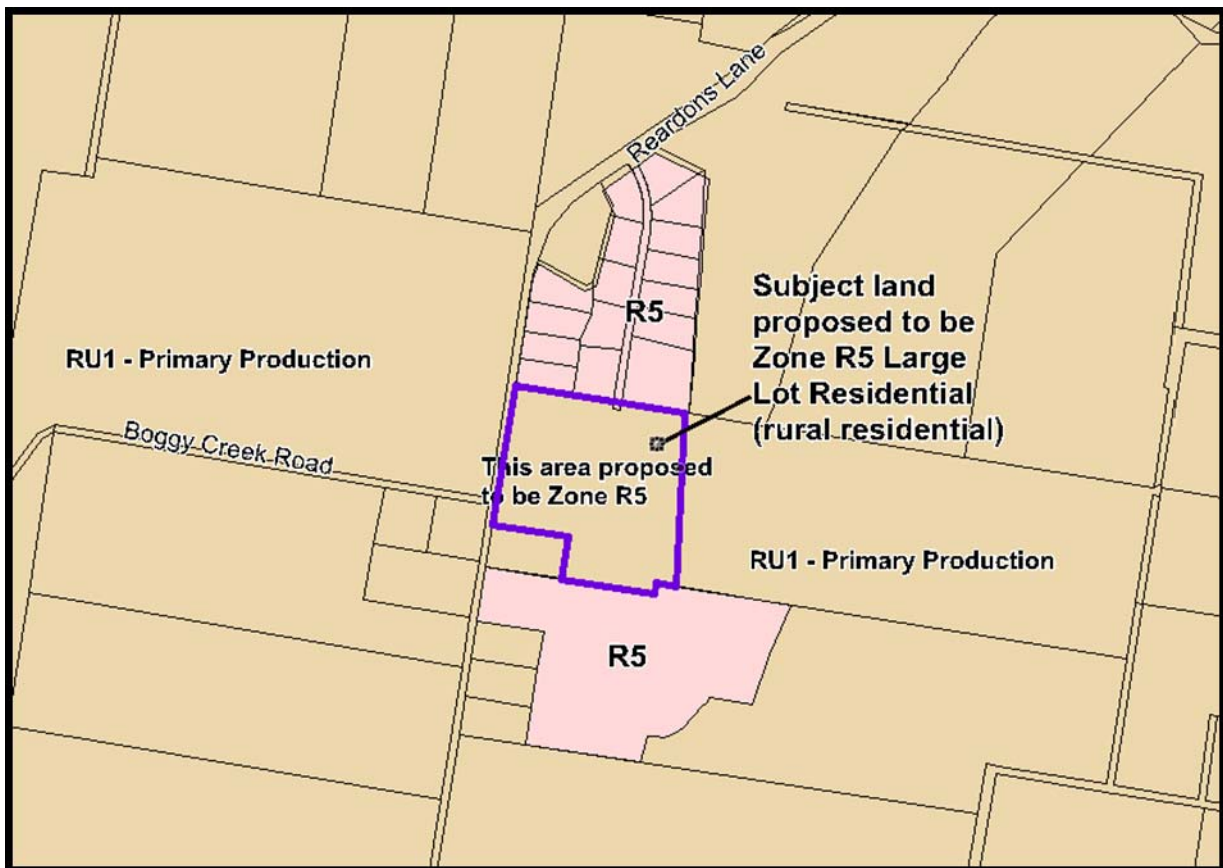 Reardons Lane
R5
Subject land
proposed to be
Zone R5 Large
Lot Residential
(rural residential)
RU1 - Primary Production
Boggy Creek Road
This area proposed
to be Zone R5
RU1 - Primary Production
R5